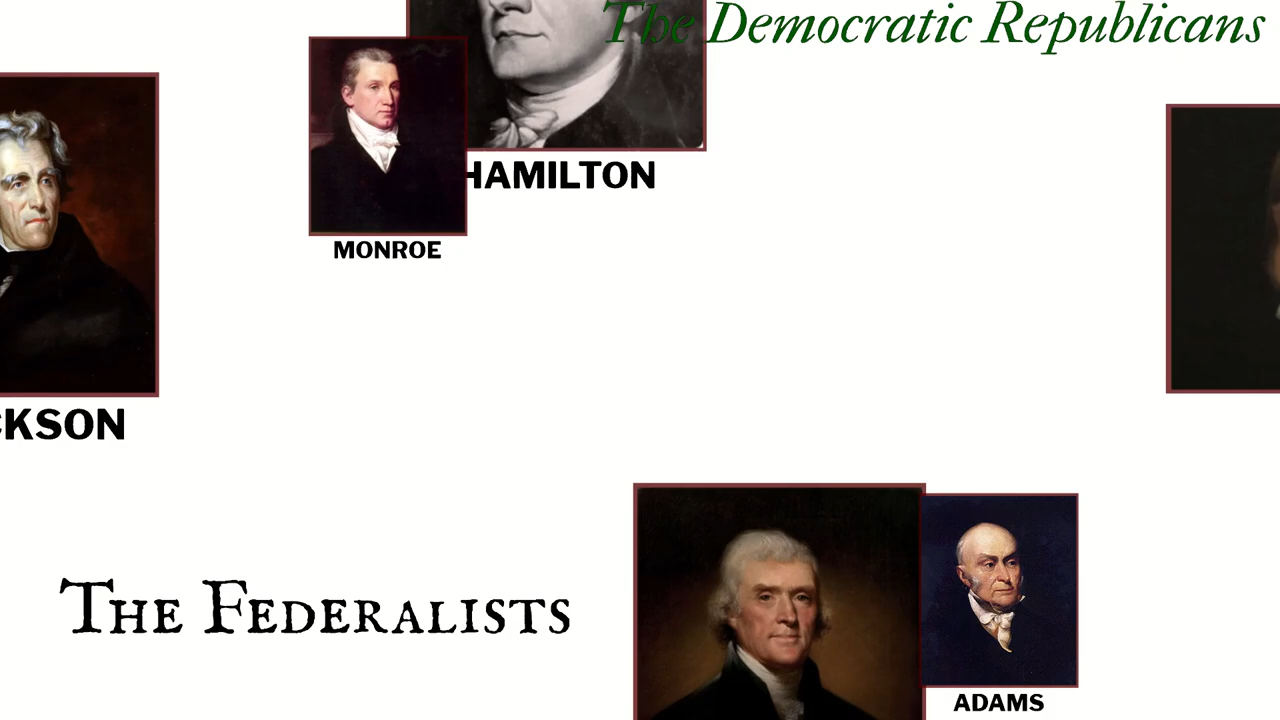 The Democratic Republicans
HAMILTON
MONROE
CKSON
The Federalists
ADAMS